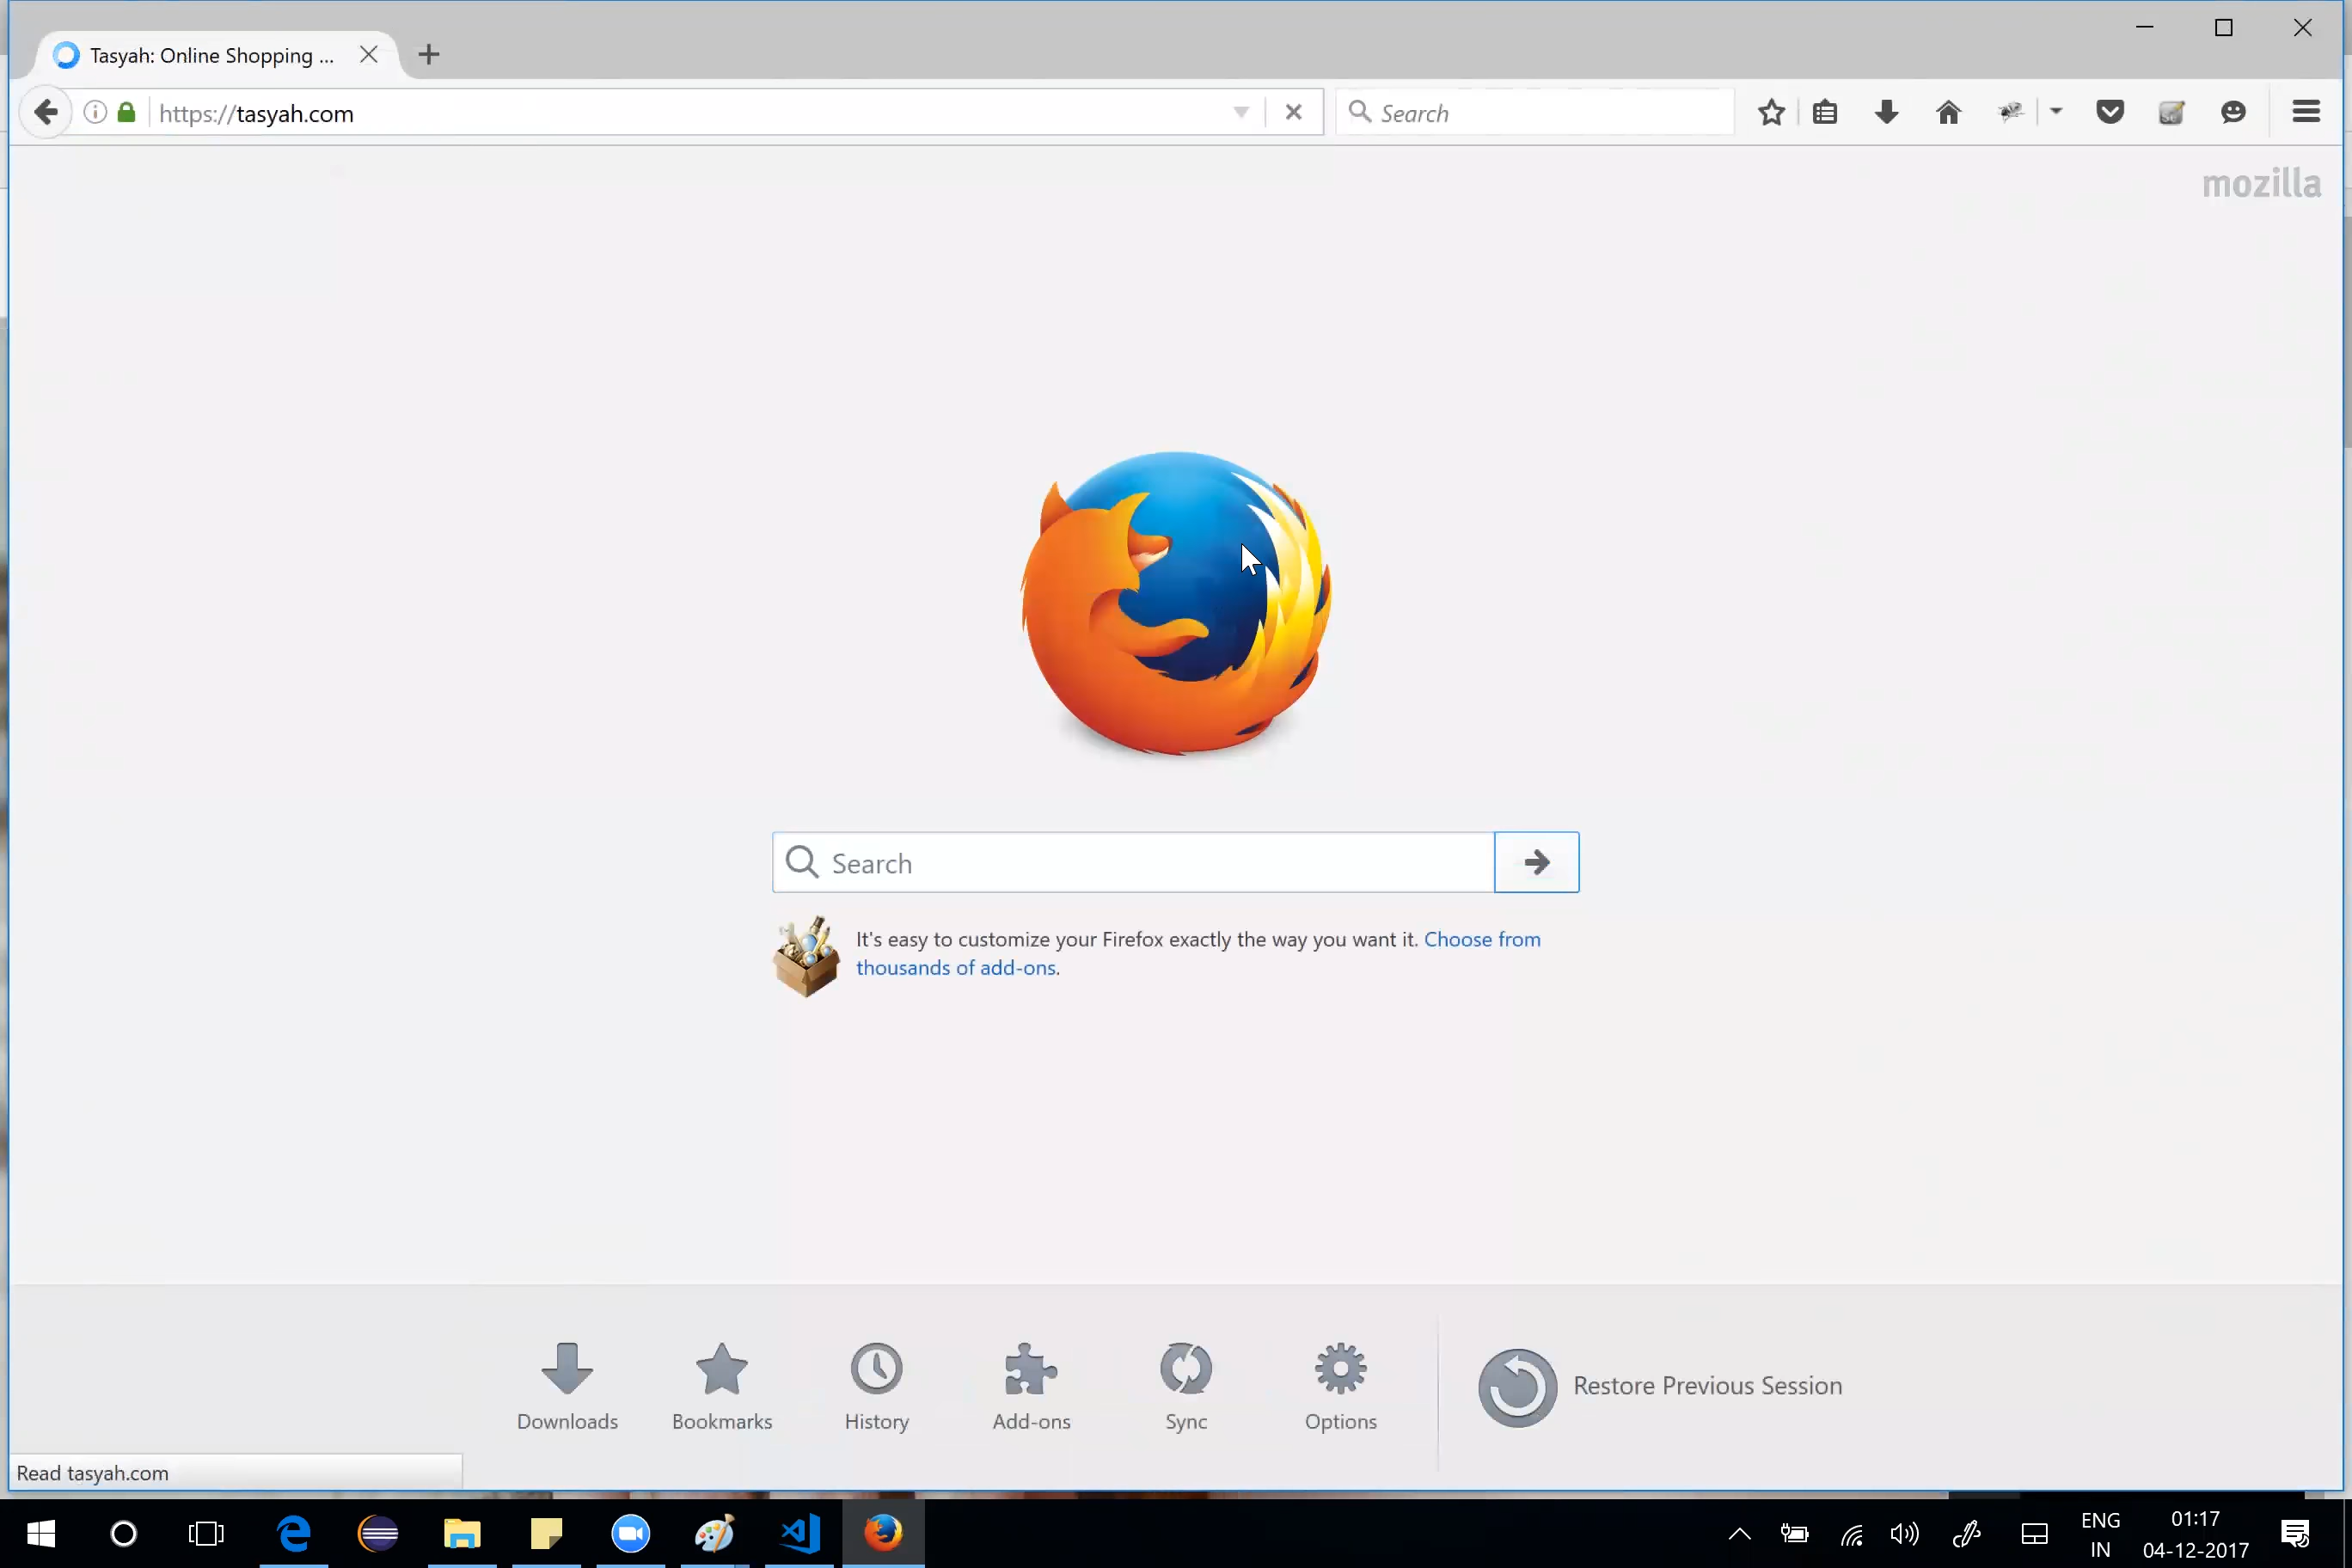 Tasyah: Online Shopping ...
https://tasyah.com
Search
mozilla
Search
It's easy to customize your Firefox exactly the way you want it. Choose from
thousands of add-ons.
Downloads
Bookmarks
History
Add-ons
Sync
Options
Restore Previous Session
Read tasyah.com
ENG
IN
01:17
04-12-2017